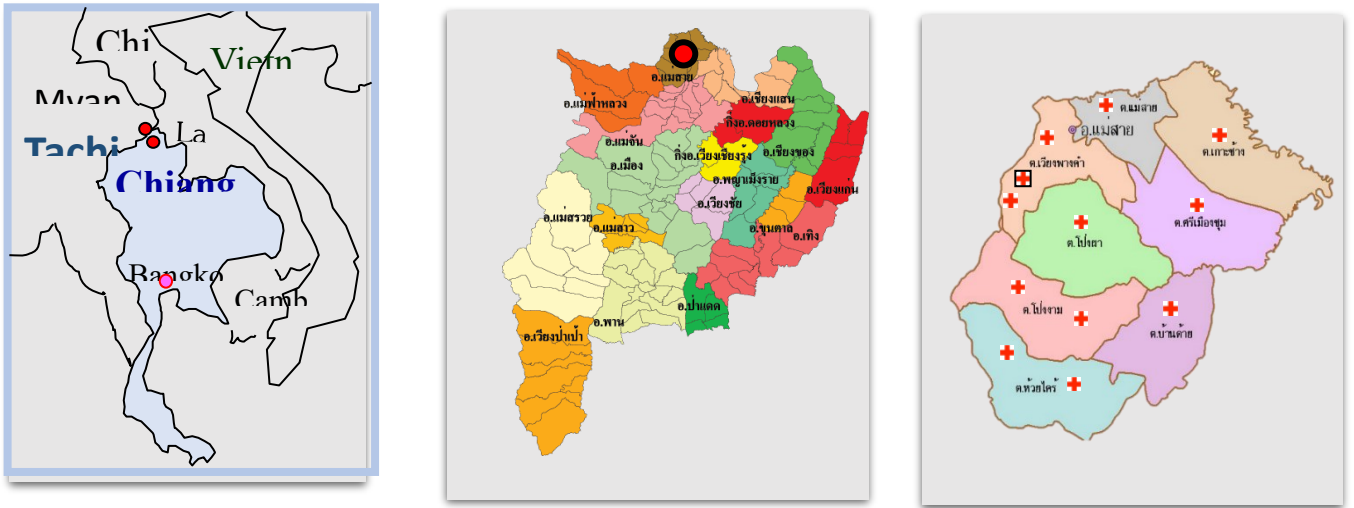 Chi
Vietn
Myan
La
Tachi
Chiang
Bangko
Camb
อ.แม่สาย
อ.แม่ฟ้าหลวง
อ.เชียงแสน
กิ่งอ.ดอยหลวง
อ.แม่จัน
อ.เมือง
กิ่งอ.เวียงเชียงรุ้ง
อ.เชียงของ
อ.พญาเม็งราย
อ.เวียงแก่น
อ.เวียงชัย
อ.แม่สรวย
อ.แม่ลาว
อ.ขุนตาล
อ.เทิง
อ.ป่าแดด
อ.พาน
อ.เวียงป่าเป้า
ต.แม่สาย
อ.แม่สาย
ต.เกาะช้าง
ต.เวียงพางคำ
ต.ศรีเมืองชุม
ต.โป่งผา
ต.โป่งงาม
ต.บ้านด้าย
ต.ห้วยไคร้